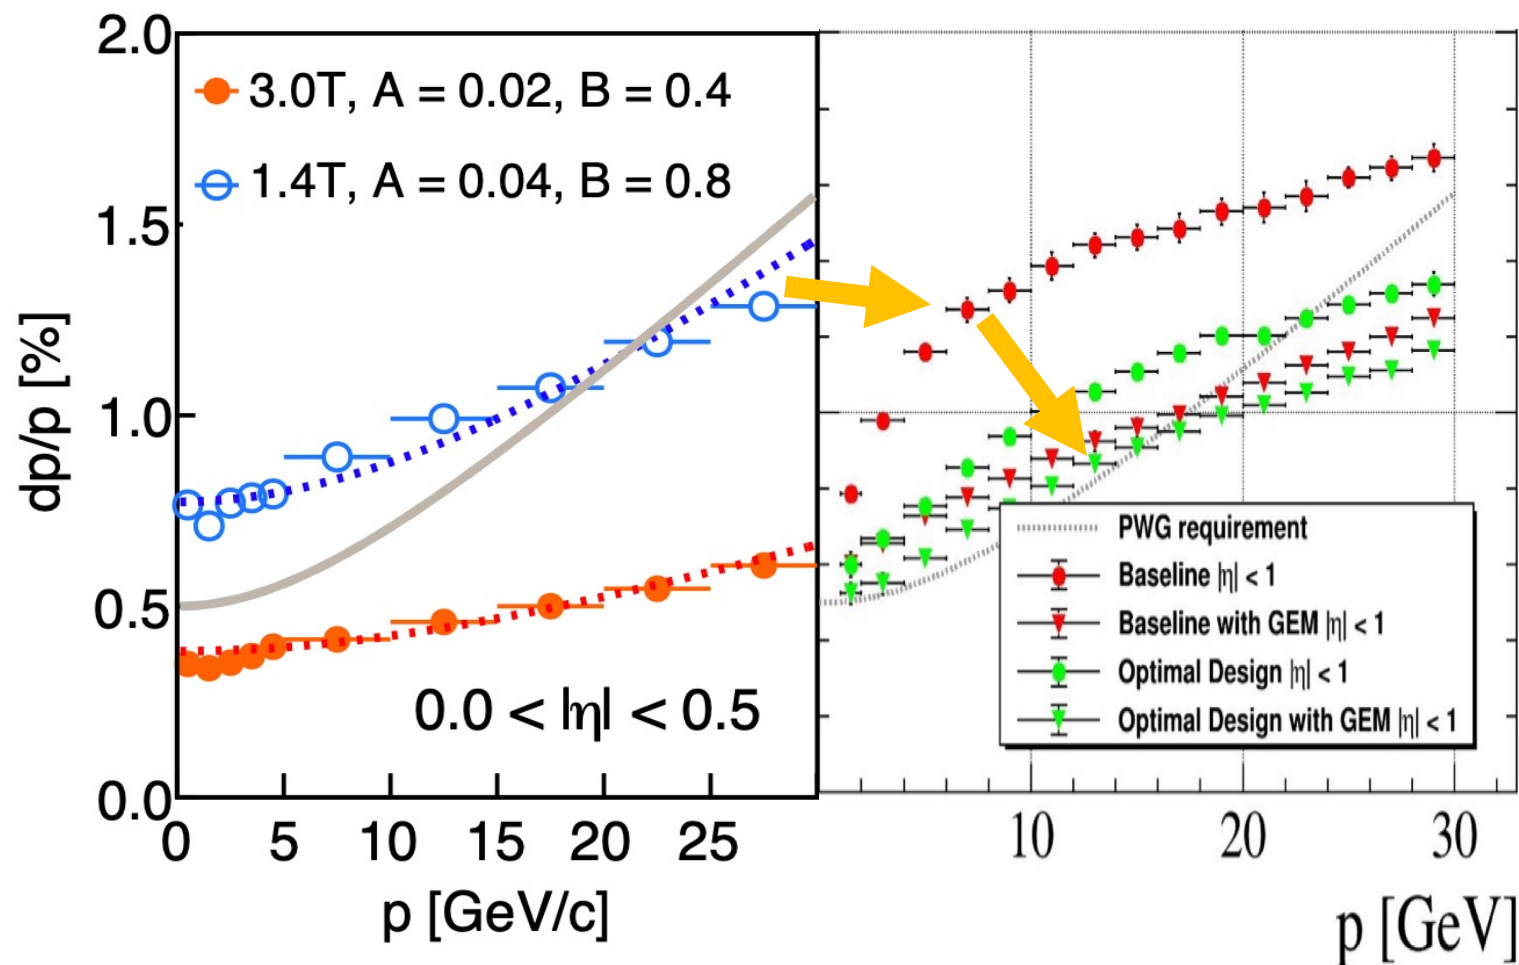 2.0
1.5
1.0
0.5
0.0
dp/p [%]
3.0T, A = 0.02, B = 0.4
1.4T, A = 0.04, B = 0.8
0.0 < |η| < 0.5
0 5 10 15 20 25
p [GeV/c]
PWG requirement
Baseline |η| < 1
Baseline with GEM |η| < 1
Optimal Design |η| < 1
Optimal Design with GEM |η| < 1
10 20 30
p [GeV]